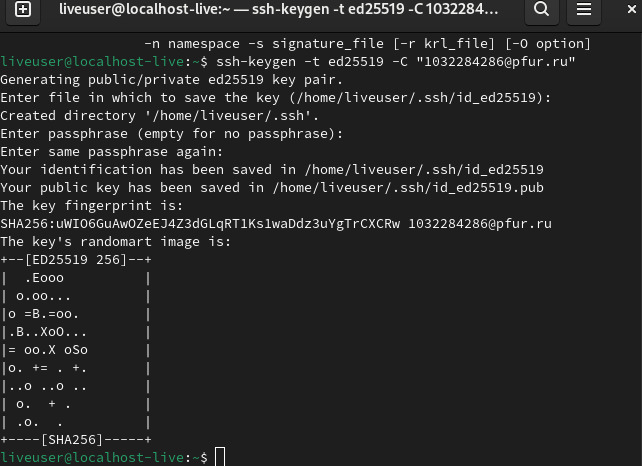 liveuser@localhost-live:~ — ssh-keygen -t ed25519 -C 1032284...
                  -n namespace -s signature_file [-r krl_file] [-O option]
liveuser@localhost-live:~$ ssh-keygen -t ed25519 -C "1032284286@pfur.ru"
Generating public/private ed25519 key pair.
Enter file in which to save the key (/home/liveuser/.ssh/id_ed25519):
Created directory '/home/liveuser/.ssh'.
Enter passphrase (empty for no passphrase):
Enter same passphrase again:
Your identification has been saved in /home/liveuser/.ssh/id_ed25519
Your public key has been saved in /home/liveuser/.ssh/id_ed25519.pub
The key fingerprint is:
SHA256:uWIO6GuAwOZeEJ4Z3dGLqRT1Ks1waDdz3uYgTrCXCRw 1032284286@pfur.ru
The key's randomart image is:
+--[ED25519 256]--+
|  .Eooo          |
| o.oo...         |
|o =B.=oo.        |
|.B..XoO...       |
|= oo.X oSo       |
|o. += . +.       |
|..o ..o ..       |
| o.  + .         |
| .o.  .          |
+----[SHA256]-----+
liveuser@localhost-live:~$